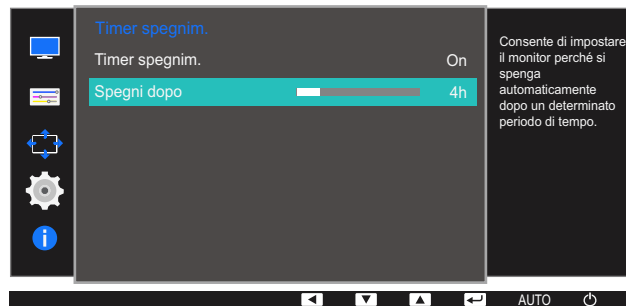 Timer spegnim.
Timer spegnim. On
Spegni dopo 4h
Consente di impostare
il monitor perché si
spenga
automaticamente
dopo un determinato
periodo di tempo.
AUTO